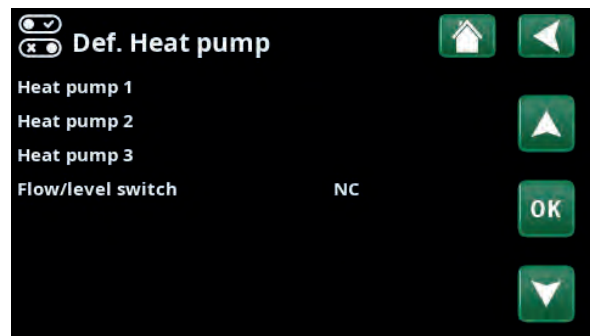 Def. Heat pump
Heat pump 1
Heat pump 2
Heat pump 3
Flow/level switch NC
OK